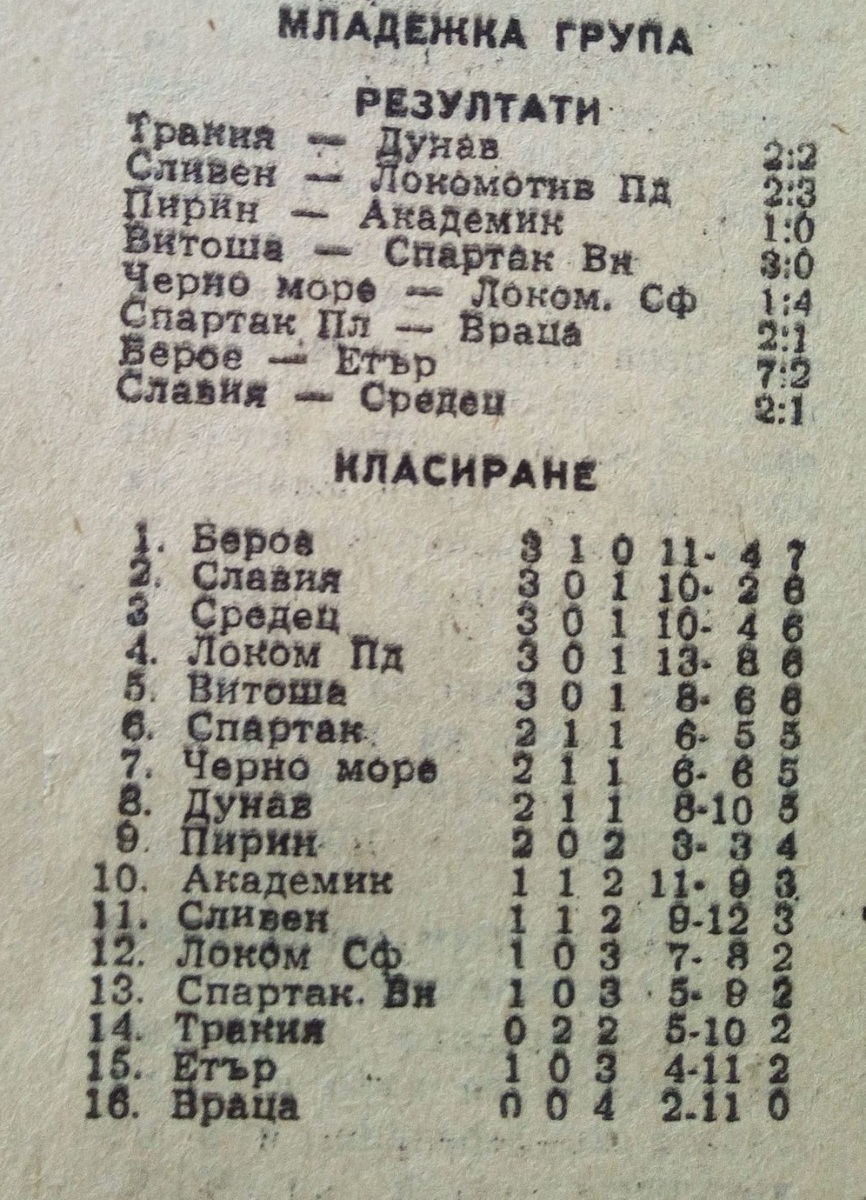 МЛАДЕЖКА ГРУПА
РЕЗУЛТАТИ
Тракия — Дунав 2:2
Сливен — Локомотив Пд 2:3
Пирин — Академик 1:0
Витоша — Спартак Вн 3:0
Черно море — Локом. Сф 1:4
Спартак Пл — Враца 2:1
Берое — Етър 7:2
Славия — Средец 2:1
КЛАСИРАНЕ
1. Берое 3 1 0 11- 4 7
2. Славия 3 0 1 10- 2 6
3 Средец 3 0 1 10- 4 6
4. Локом Пд 3 0 1 13- 8 6
5. Витоша 3 0 1 8- 6 6
6. Спартак 2 1 1 6- 5 5
7. Черно море 2 1 1 6- 6 5
8. Дунав 2 1 1 8-10 5
9. Пирин 2 0 2 3- 3 4
10. Академик 1 1 2 11- 9 3
11. Сливен 1 1 2 9-12 3
12. Локом Сф 1 0 3 7- 8 2
13. Спартак. Вн 1 0 3 5- 9 2
14. Тракия 0 2 2 5-10 2
15. Етър 1 0 3 4-11 2
16. Враца 0 0 4 2-11 0